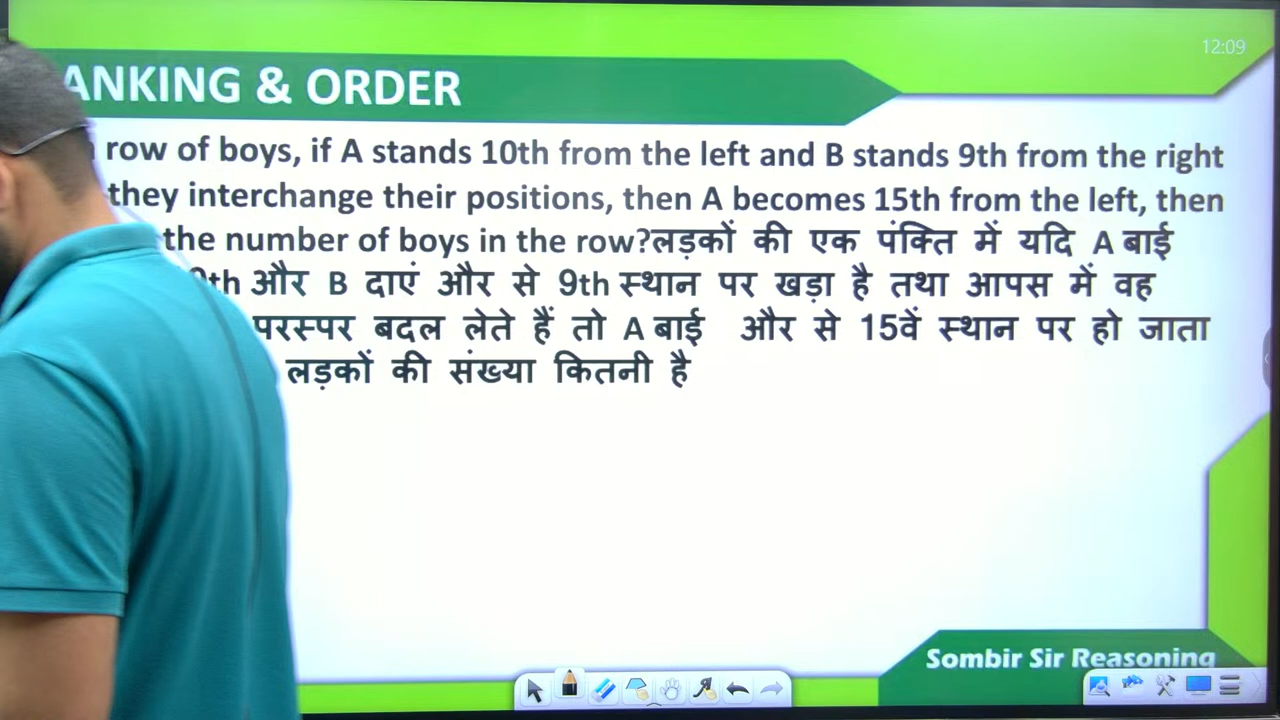 12:09
ANKING & ORDER
row of boys, if A stands 10th from the left and B stands 9th from the right
they interchange their positions, then A becomes 15th from the left, then
the number of boys in the row?लड़कों की एक पंक्ति में यदि A बाई
और B दाएं और से 9th स्थान पर खड़ा है तथा आपस में वह
परस्पर बदल लेते हैं तो A बाई और से 15वें स्थान पर हो जाता
लड़कों की संख्या कितनी है
Sombir Sir Reasoning